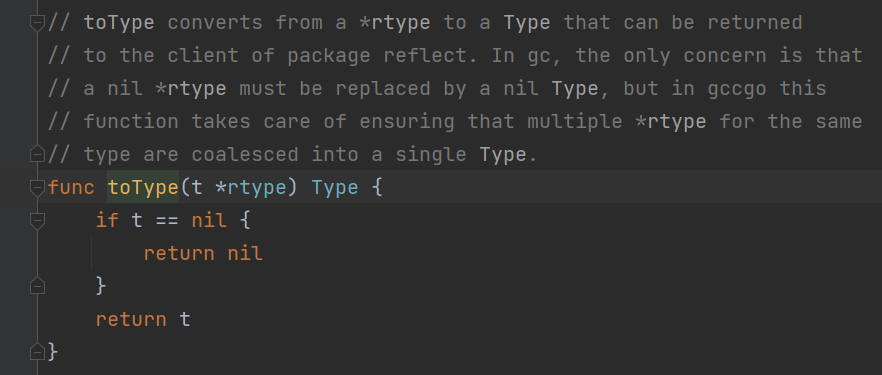 // toType converts from a *rtype to a Type that can be returned
// to the client of package reflect. In gc, the only concern is that
// a nil *rtype must be replaced by a nil Type, but in gccgo this
// function takes care of ensuring that multiple *rtype for the same
// type are coalesced into a single Type.
func toType(t *rtype) Type {
    if t == nil {
        return nil
    }
    return t
}